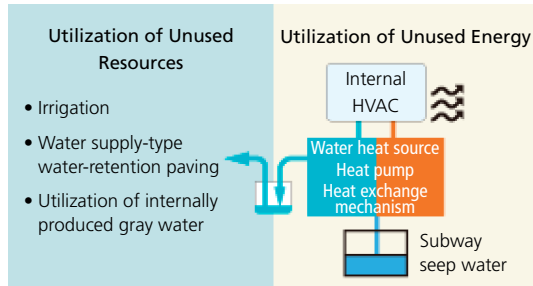 Utilization of Unused
Resources
• Irrigation
• Water supply-type
water-retention paving
• Utilization of internally
produced gray water
Utilization of Unused Energy
Internal
HVAC
Water heat source
Heat pump
Heat exchange
mechanism
Subway
seep water